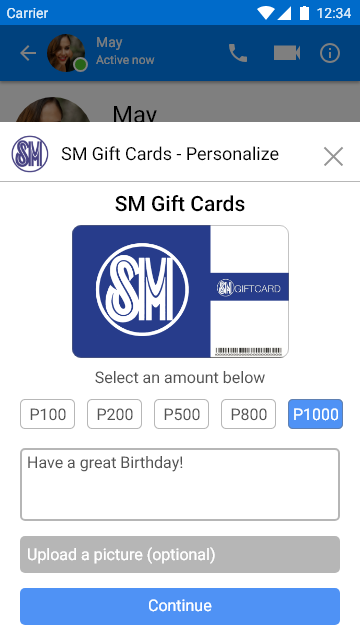 Carrier
12:34
May
Active now
May
SM
SM Gift Cards - Personalize
SM Gift Cards
SM
SM GIFTCARD
Select an amount below
P100
P200
P500
P800
P1000
Have a great Birthday!
Upload a picture (optional)
Continue